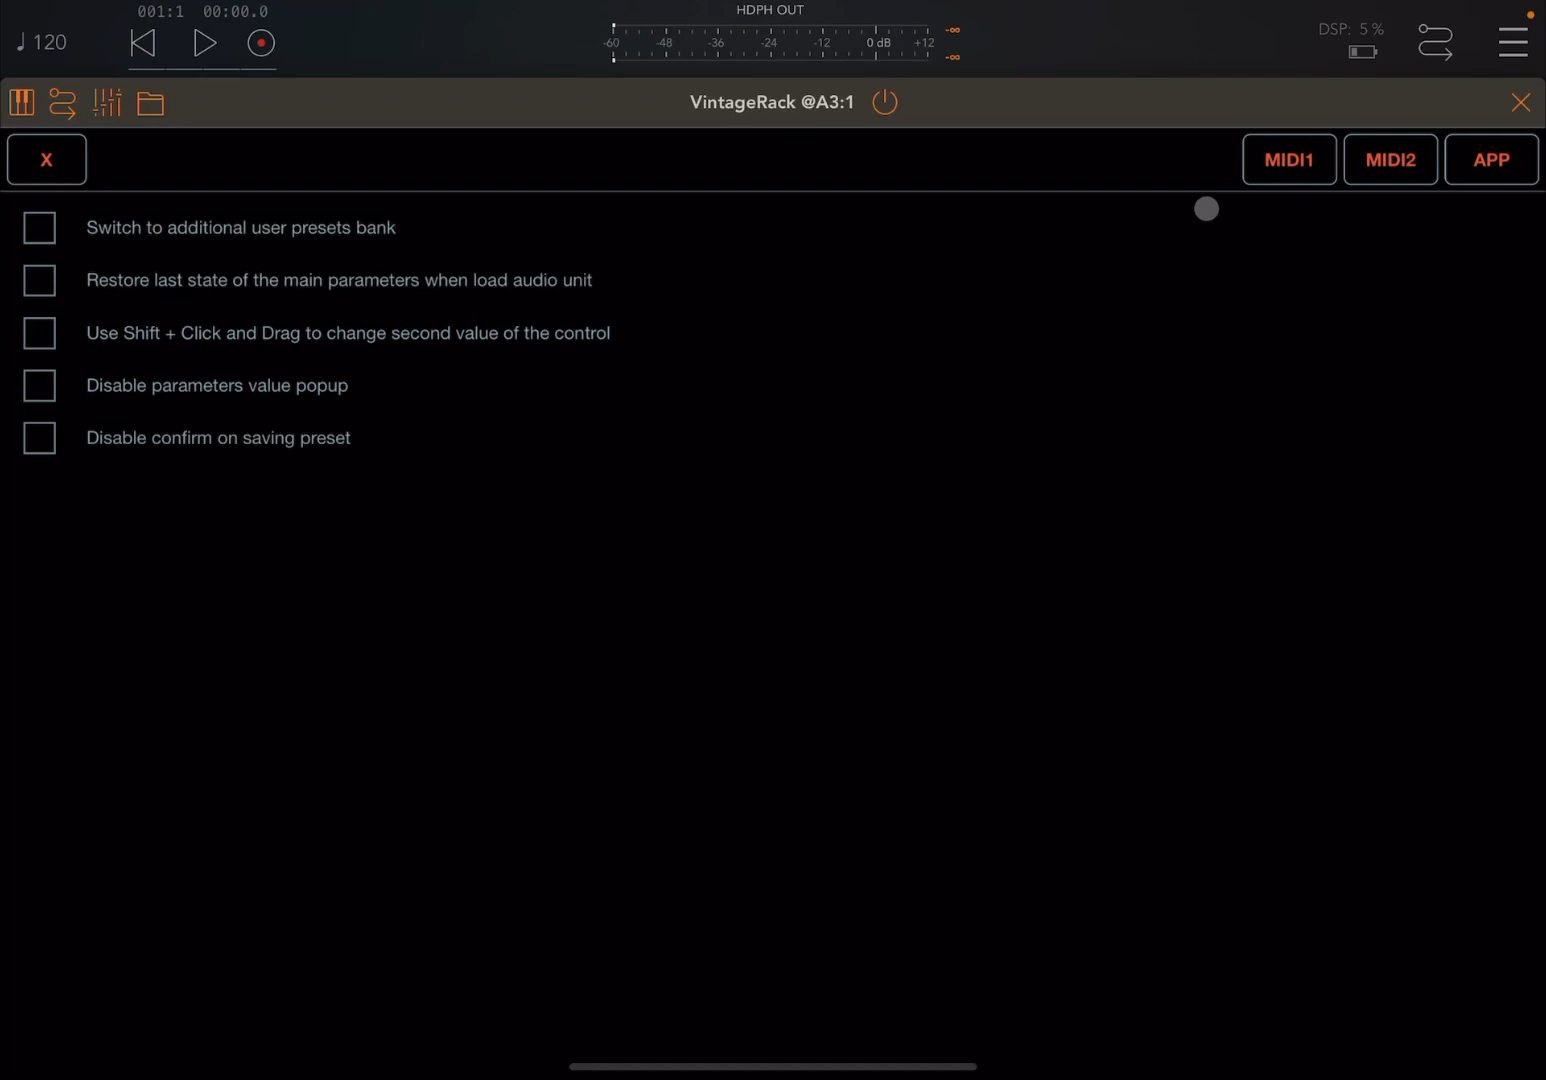 001:1 00:00.0
HDPH OUT
♩ 120
-60 -48 -36 -24 -12 0 dB +12
-∞
-∞
DSP: 5 %
VintageRack @A3:1
X
MIDI1 MIDI2 APP
Switch to additional user presets bank
Restore last state of the main parameters when load audio unit
Use Shift + Click and Drag to change second value of the control
Disable parameters value popup
Disable confirm on saving preset